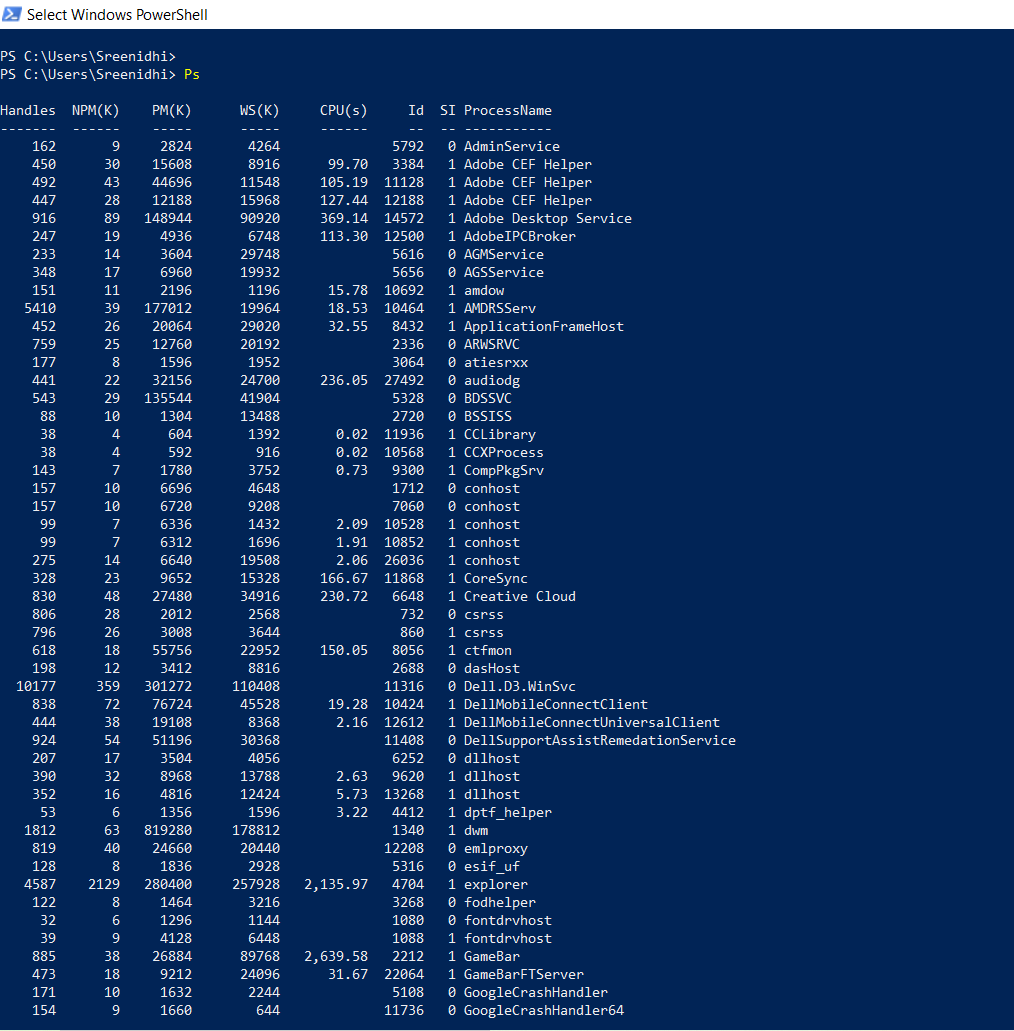 Select Windows PowerShell
PS C:\Users\Sreenidhi>
PS C:\Users\Sreenidhi> Ps
Handles  NPM(K)    PM(K)      WS(K)     CPU(s)     Id  SI ProcessName
-------  ------    -----      -----     ------     --  -- -----------
    162       9     2824       4264              5792   0 AdminService
    450      30    15608       8916      99.70   3384   1 Adobe CEF Helper
    492      43    44696      11548     105.19  11128   1 Adobe CEF Helper
    447      28    12188      15968     127.44  12188   1 Adobe CEF Helper
    916      89   148944      90920     369.14  14572   1 Adobe Desktop Service
    247      19     4936       6748     113.30  12500   1 AdobeIPCBroker
    233      14     3604      29748              5616   0 AGMService
    348      17     6960      19932              5656   0 AGSService
    151      11     2196       1196      15.78  10692   1 amdow
   5410      39   177012      19964      18.53  10464   1 AMDRSServ
    452      26    20064      29020      32.55   8432   1 ApplicationFrameHost
    759      25    12760      20192              2336   0 ARWSRVC
    177       8     1596       1952              3064   0 atiesrxx
    441      22    32156      24700     236.05  27492   0 audiodg
    543      29   135544      41904              5328   0 BDSSVC
     88      10     1304      13488              2720   0 BSSISS
     38       4      604       1392       0.02  11936   1 CCLibrary
     38       4      592        916       0.02  10568   1 CCXProcess
    143       7     1780       3752       0.73   9300   1 CompPkgSrv
    157      10     6696       4648              1712   0 conhost
    157      10     6720       9208              7060   0 conhost
     99       7     6336       1432       2.09  10528   1 conhost
     99       7     6312       1696       1.91  10852   1 conhost
    275      14     6640      19508       2.06  26036   1 conhost
    328      23     9652      15328     166.67  11868   1 CoreSync
    830      48    27480      34916     230.72   6648   1 Creative Cloud
    806      28     2012       2568               732   0 csrss
    796      26     3008       3644               860   1 csrss
    618      18    55756      22952     150.05   8056   1 ctfmon
    198      12     3412       8816              2688   0 dasHost
  10177     359   301272     110408             11316   0 Dell.D3.WinSvc
    838      72    76724      45528      19.28  10424   1 DellMobileConnectClient
    444      38    19108       8368       2.16  12612   1 DellMobileConnectUniversalClient
    924      54    51196      30368             11408   0 DellSupportAssistRemedationService
    207      17     3504       4056              6252   0 dllhost
    390      32     8968      13788       2.63   9620   1 dllhost
    352      16     4816      12424       5.73  13268   1 dllhost
     53       6     1356       1596       3.22   4412   1 dptf_helper
   1812      63   819280     178812              1340   1 dwm
    819      40    24660      20440             12208   0 emlproxy
    128       8     1836       2928              5316   0 esif_uf
   4587    2129   280400     257928   2,135.97   4704   1 explorer
    122       8     1464       3216              3268   0 fodhelper
     32       6     1296       1144              1080   0 fontdrvhost
     39       9     4128       6448              1088   1 fontdrvhost
    885      38    26884      89768   2,639.58   2212   1 GameBar
    473      18     9212      24096      31.67  22064   1 GameBarFTServer
    171      10     1632       2244              5108   0 GoogleCrashHandler
    154       9     1660        644             11736   0 GoogleCrashHandler64